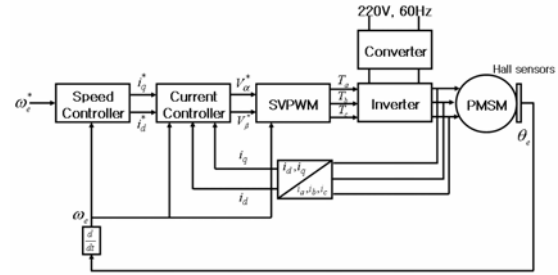 220V, 60Hz
Converter
Hall sensors
ω*e
Speed Controller
i*q
i*d
Current Controller
V*α
V*β
SVPWM
Ta
Tb
Tc
Inverter
PMSM
θe
iq
id
id, iq
ia, ib, ic
ωe
d/dt